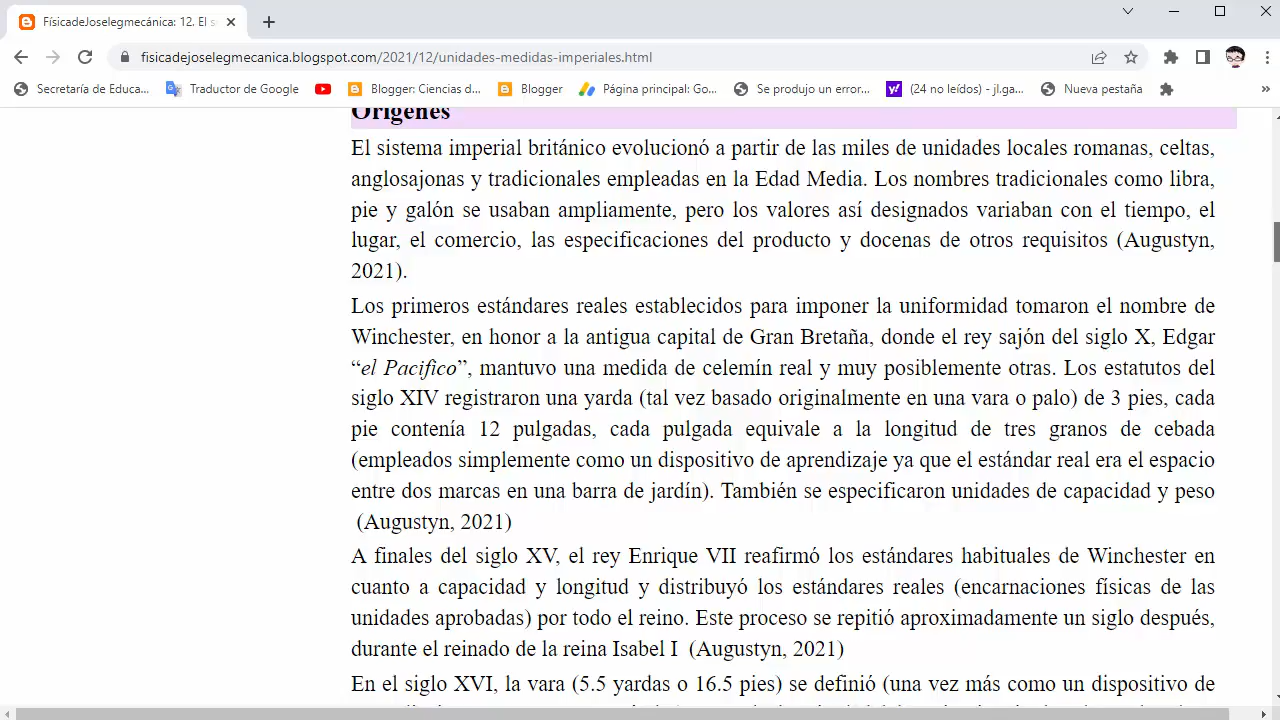 FísicadeJoselegmecánica: 12. El s
fisicadejoselegmecanica.blogspot.com/2021/12/unidades-medidas-imperiales.html
Secretaría de Educa... Traductor de Google Blogger: Ciencias d... Blogger Página principal: Go... Se produjo un error... (24 no leídos) - jl.ga... Nueva pestaña »
Orígenes
El sistema imperial británico evolucionó a partir de las miles de unidades locales romanas, celtas,
anglosajonas y tradicionales empleadas en la Edad Media. Los nombres tradicionales como libra,
pie y galón se usaban ampliamente, pero los valores así designados variaban con el tiempo, el
lugar, el comercio, las especificaciones del producto y docenas de otros requisitos (Augustyn,
2021).
Los primeros estándares reales establecidos para imponer la uniformidad tomaron el nombre de
Winchester, en honor a la antigua capital de Gran Bretaña, donde el rey sajón del siglo X, Edgar
“el Pacifico”, mantuvo una medida de celemín real y muy posiblemente otras. Los estatutos del
siglo XIV registraron una yarda (tal vez basado originalmente en una vara o palo) de 3 pies, cada
pie contenía 12 pulgadas, cada pulgada equivale a la longitud de tres granos de cebada
(empleados simplemente como un dispositivo de aprendizaje ya que el estándar real era el espacio
entre dos marcas en una barra de jardín). También se especificaron unidades de capacidad y peso
(Augustyn, 2021)
A finales del siglo XV, el rey Enrique VII reafirmó los estándares habituales de Winchester en
cuanto a capacidad y longitud y distribuyó los estándares reales (encarnaciones físicas de las
unidades aprobadas) por todo el reino. Este proceso se repitió aproximadamente un siglo después,
durante el reinado de la reina Isabel I (Augustyn, 2021)
En el siglo XVI, la vara (5.5 yardas o 16.5 pies) se definió (una vez más como un dispositivo de